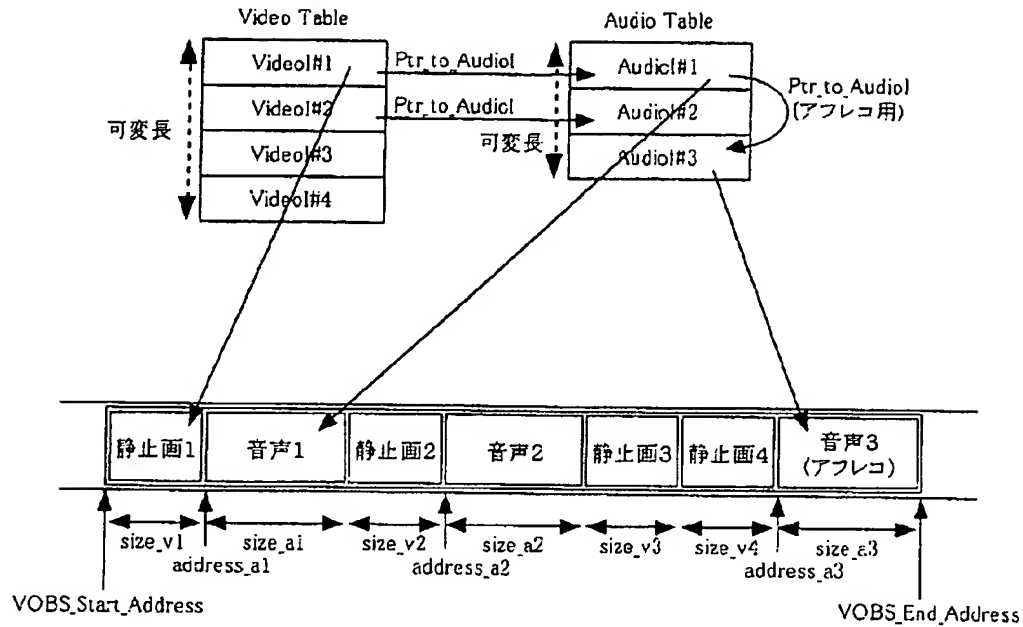 Video Table
Audio Table
VideoI#1
Ptr_to_AudioI
AudioI#1
Ptr_to_AudioI
(アフレコ用)
VideoI#2
Ptr_to_AudioI
AudioI#2
可変長
可変長
VideoI#3
AudioI#3
VideoI#4
静止画1
音声1
静止画2
音声2
静止画3
静止画4
音声3
(アフレコ)
size_v1
size_a1
size_v2
size_a2
size_v3
size_v4
size_a3
address_a1
address_a2
address_a3
VOBS_Start_Address
VOBS_End_Address